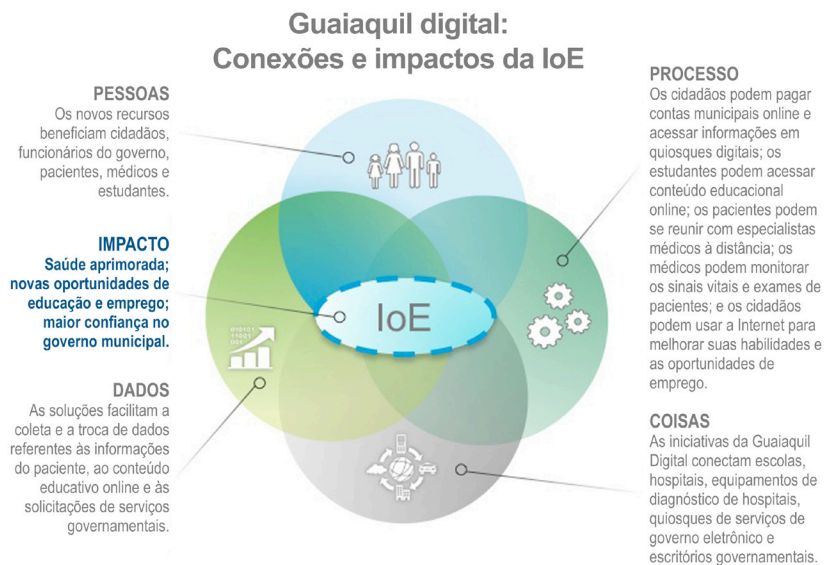 Guaiaquil digital:
Conexões e impactos da IoE
PESSOAS
Os novos recursos
beneficiam cidadãos,
funcionários do governo,
pacientes, médicos e
estudantes.
IMPACTO
Saúde aprimorada;
novas oportunidades de
educação e emprego;
maior confiança no
governo municipal.
DADOS
As soluções facilitam a
coleta e a troca de dados
referentes às informações
do paciente, ao conteúdo
educativo online e às
solicitações de serviços
governamentais.
IoE
010101
11001
001
PROCESSO
Os cidadãos podem pagar
contas municipais online e
acessar informações em
quiosques digitais; os
estudantes podem acessar
conteúdo educacional
online; os pacientes podem
se reunir com especialistas
médicos à distância; os
médicos podem monitorar
os sinais vitais e exames de
pacientes; e os cidadãos
podem usar a Internet para
melhorar suas habilidades e
as oportunidades de
emprego.
COISAS
As iniciativas da Guaiaquil
Digital conectam escolas,
hospitais, equipamentos de
diagnóstico de hospitais,
quiosques de serviços de
governo eletrônico e
escritórios governamentais.